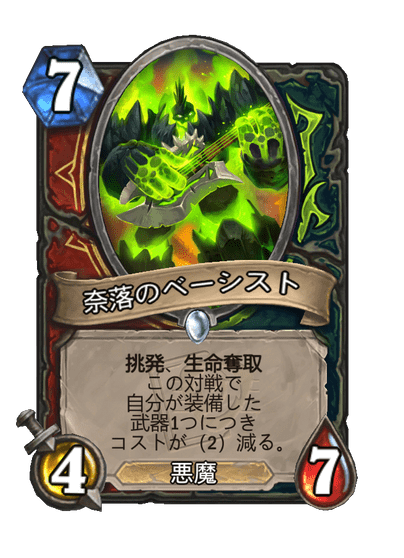 7
奈落のベーシスト
挑発、生命奪取
この対戦で
自分が装備した
武器1つにつき
コストが（2）減る。
4
悪魔
7